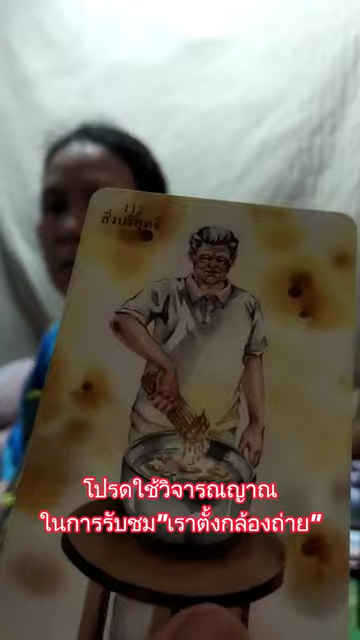 โปรดใช้วิจารณญาณ
ในการรับชม"เราตั้งกล้องถ่าย"